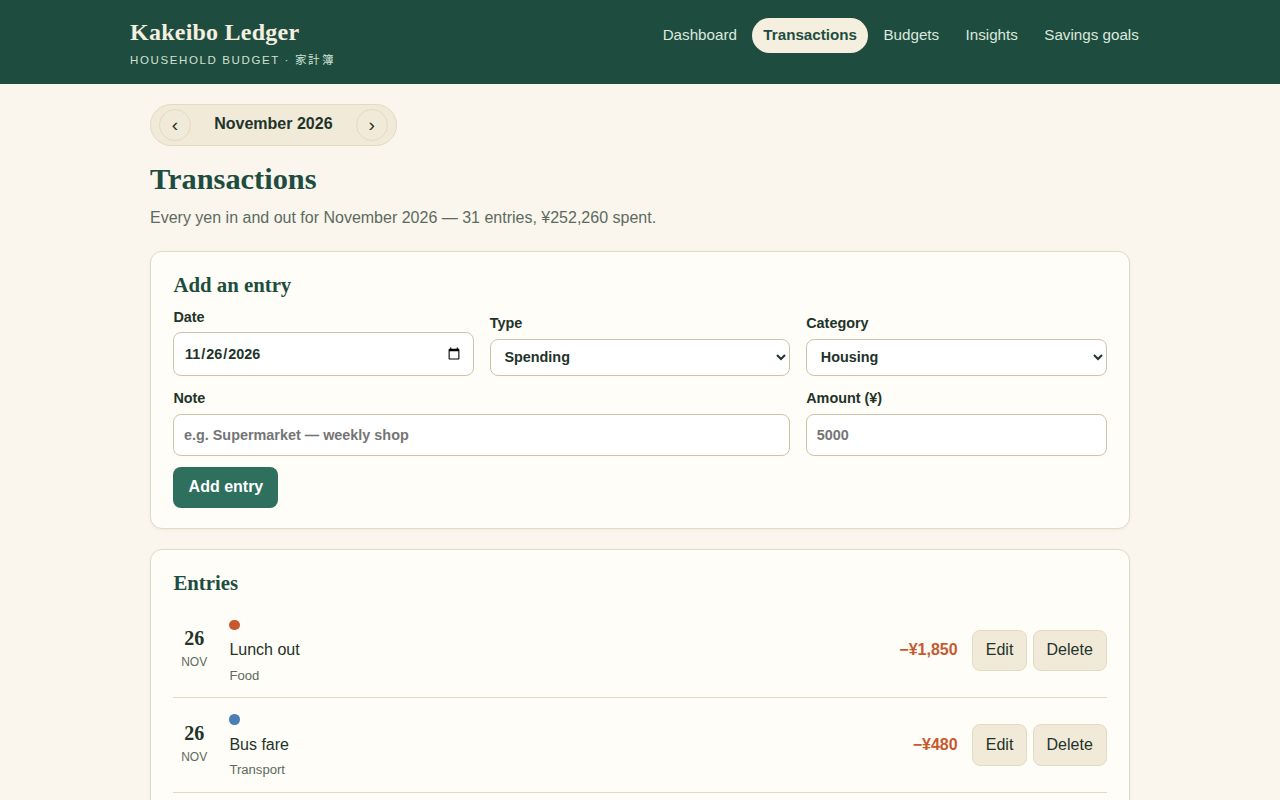 Kakeibo Ledger
HOUSEHOLD BUDGET · 家計簿
Dashboard Transactions Budgets Insights Savings goals
‹ November 2026 ›
Transactions
Every yen in and out for November 2026 — 31 entries, ¥252,260 spent.
Add an entry
Date Type Category
11/26/2026 Spending Housing
Note Amount (¥)
e.g. Supermarket — weekly shop 5000
Add entry
Entries
26 NOV
Lunch out
Food
−¥1,850 Edit Delete
26 NOV
Bus fare
Transport
−¥480 Edit Delete